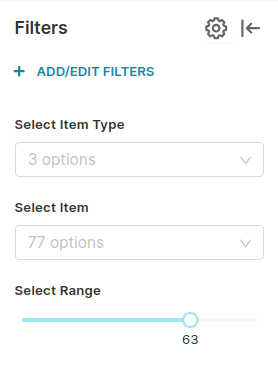 Filters
+ ADD/EDIT FILTERS
Select Item Type
3 options
Select Item
77 options
Select Range
63